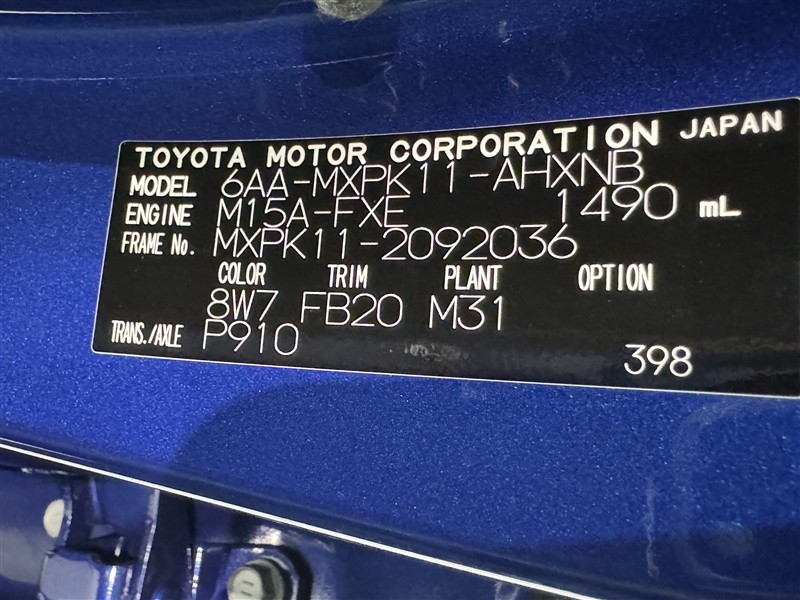 TOYOTA MOTOR CORPORATION JAPAN
MODEL 6AA-MXPK11-AHXNB
ENGINE M15A-FXE 1490 mL
FRAME No. MXPK11-2092036
COLOR TRIM PLANT OPTION
8W7 FB20 M31
TRANS./AXLE P910
398